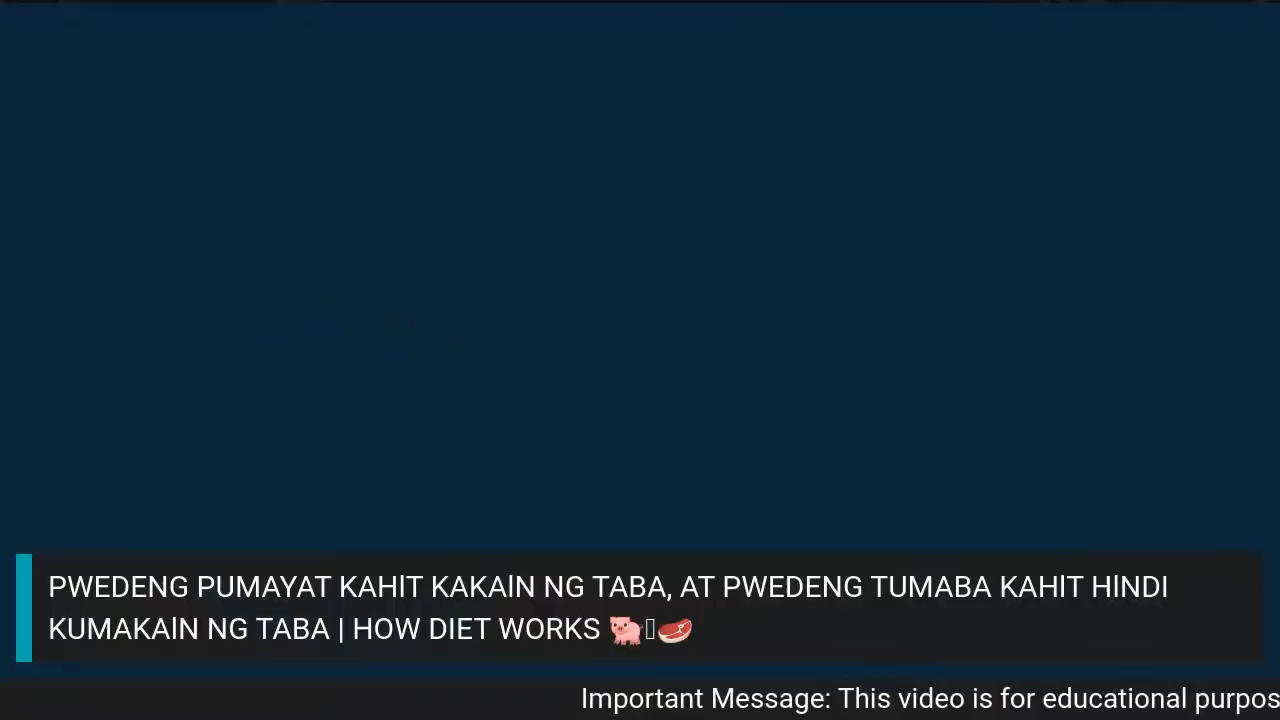 PWEDENG PUMAYAT KAHIT KAKAIN NG TABA, AT PWEDENG TUMABA KAHIT HINDI
KUMAKAIN NG TABA | HOW DIET WORKS 🐖🥩
Important Message: This video is for educational purpos